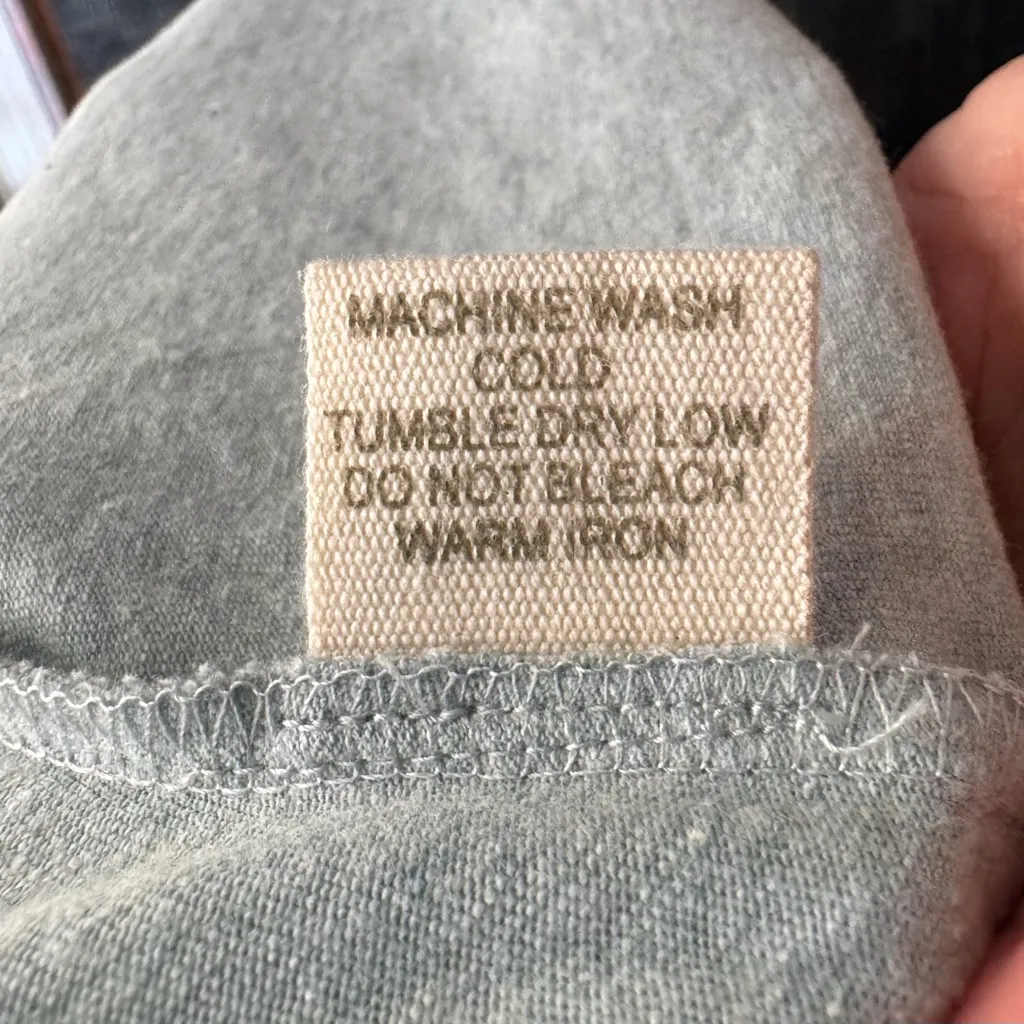 MACHINE WASH
COLD
TUMBLE DRY LOW
DO NOT BLEACH
WARM IRON